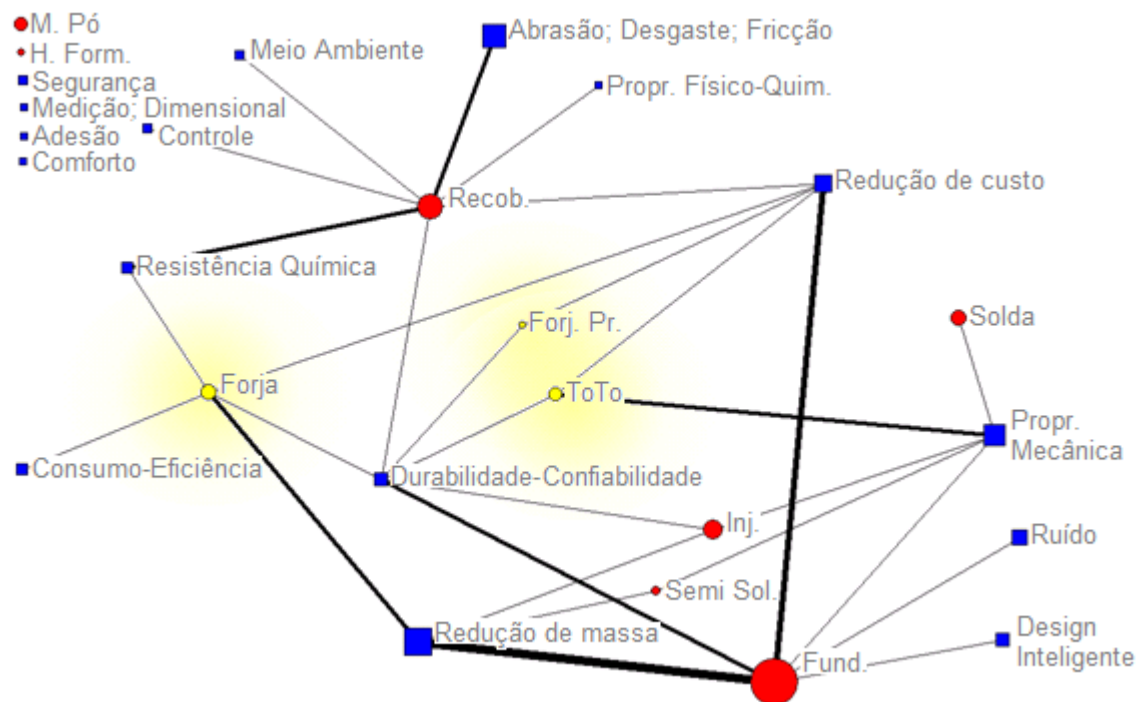 M. Pó
H. Form.
Segurança
Medição; Dimensional
Adesão
Controle
Comforto
Meio Ambiente
Abrasão; Desgaste; Fricção
Propr. Físico-Quim.
Recob.
Redução de custo
Resistência Química
Forj. Pr.
Solda
Forja
ToTo
Propr.
Mecânica
Consumo-Eficiência
Durabilidade-Confiabilidade
Inj.
Ruído
Semi Sol.
Redução de massa
Fund.
Design
Inteligente